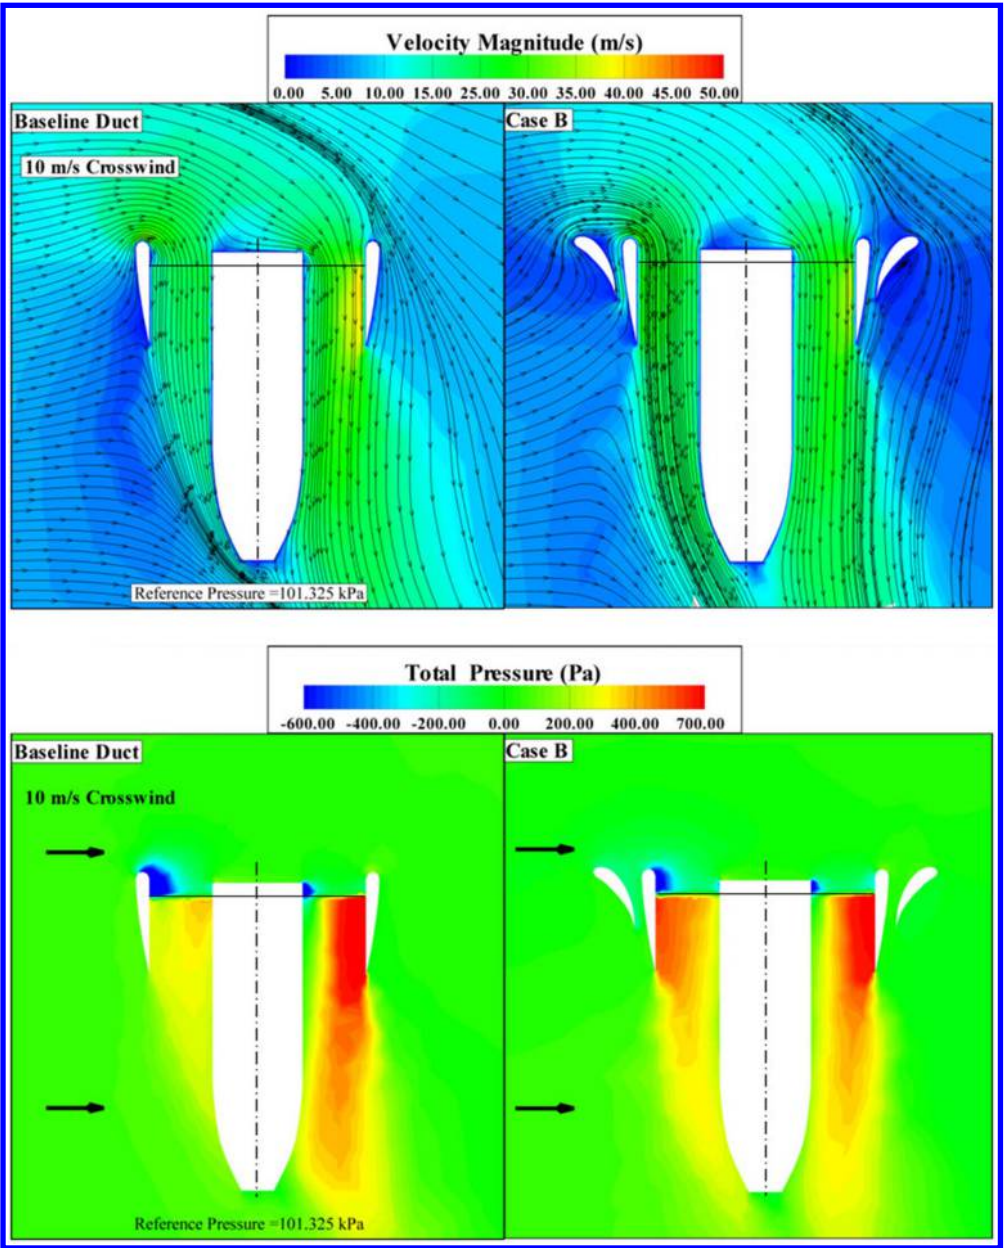 Velocity Magnitude (m/s)
0.00 5.00 10.00 15.00 25.00 30.00 35.00 40.00 45.00 50.00
Baseline Duct
Case B
10 m/s Crosswind
Reference Pressure =101.325 kPa
Total Pressure (Pa)
-600.00 -400.00 -200.00 0.00 200.00 400.00 700.00
Baseline Duct
Case B
10 m/s Crosswind
Reference Pressure =101.325 kPa